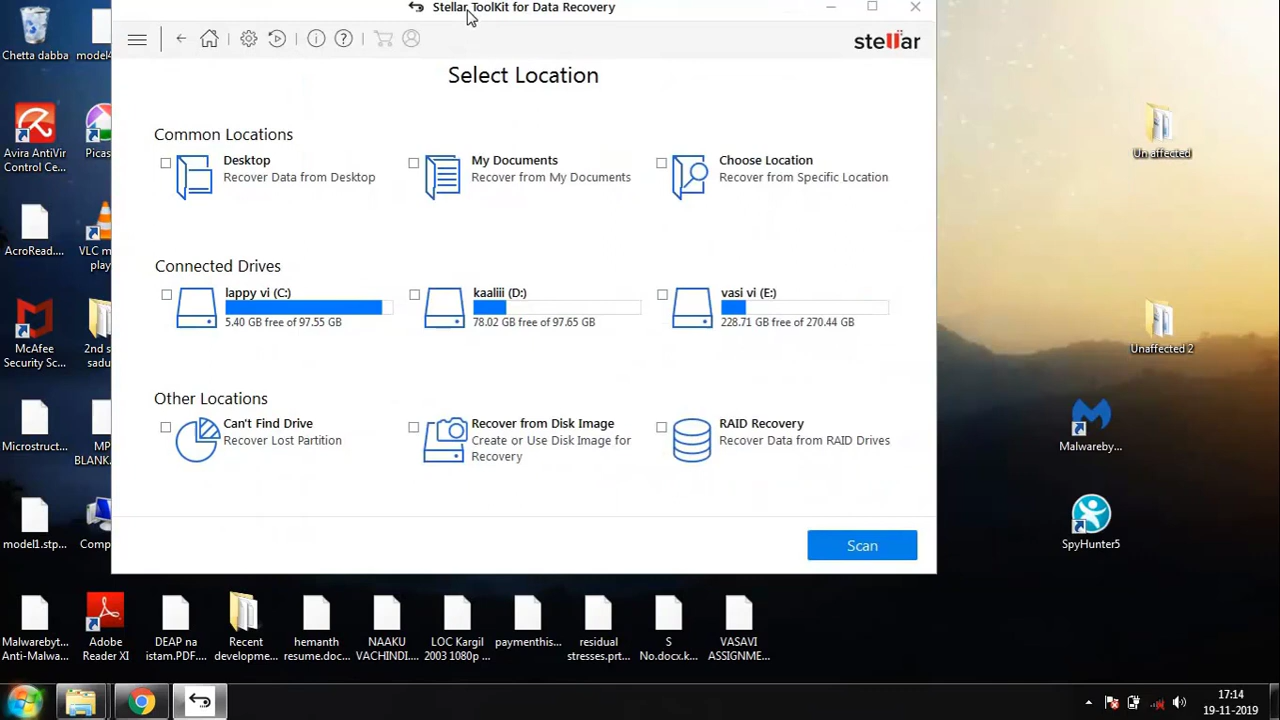 Stellar ToolKit for Data Recovery
stellar
Select Location
Common Locations
Desktop
Recover Data from Desktop
My Documents
Recover from My Documents
Choose Location
Recover from Specific Location
Connected Drives
lappy vi (C:)
5.40 GB free of 97.55 GB
kaaliii (D:)
78.02 GB free of 97.65 GB
vasi vi (E:)
228.71 GB free of 270.44 GB
Other Locations
Can't Find Drive
Recover Lost Partition
Recover from Disk Image
Create or Use Disk Image for
Recovery
RAID Recovery
Recover Data from RAID Drives
Scan
Chetta dabba
model4
Avira AntiVir
Control Ce...
Picas
AcroRead....
VLC m
play
McAfee
Security Sc...
2nd s
sadu
Microstruct...
MP
BLANK.
model1.stp...
Comp
Malwarebyt...
Anti-Malwa...
Adobe
Reader XI
DEAP na
istam.PDF....
Recent
developme...
hemanth
resume.doc...
NAAKU
VACHINDI...
LOC Kargil
2003 1080p ...
paymenthis...
residual
stresses.prt...
S
No.docx.k...
VASAVI
ASSIGNME...
Un affected
Unaffected 2
Malwareby...
SpyHunter5
17:14
19-11-2019